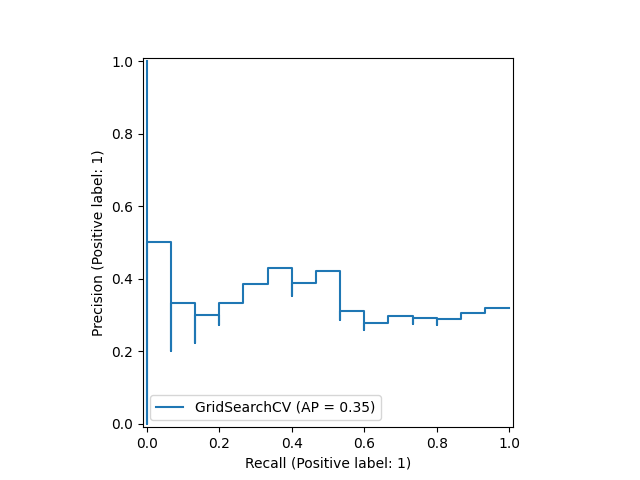 1.0
0.8
0.6
0.4
0.2
0.0
Precision (Positive label: 1)
GridSearchCV (AP = 0.35)
0.0 0.2 0.4 0.6 0.8 1.0
Recall (Positive label: 1)